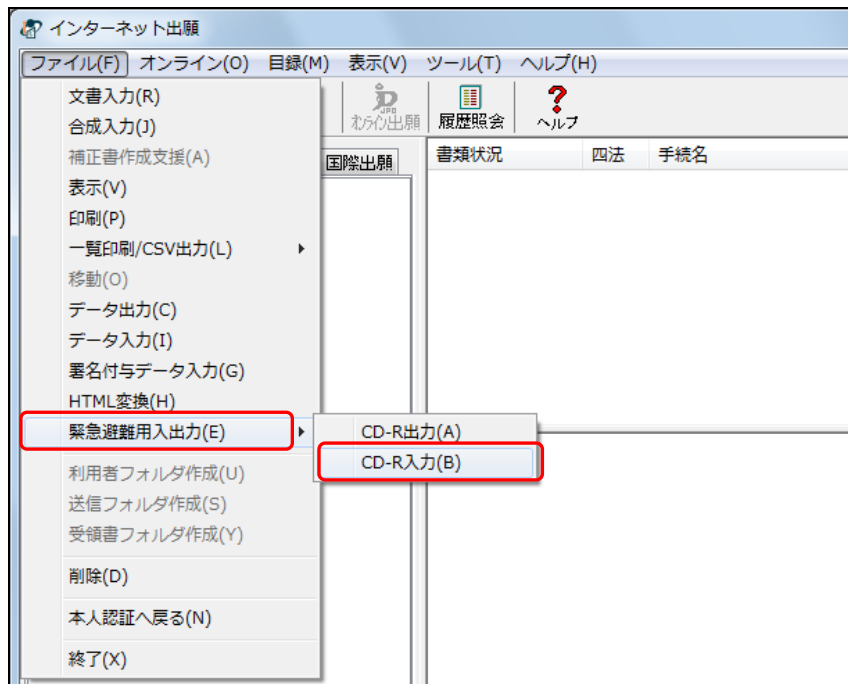 インターネット出願
ファイル(F) オンライン(O) 目録(M) 表示(V) ツール(T) ヘルプ(H)
文書入力(R)
合成入力(J)
補正書作成支援(A)
表示(V)
印刷(P)
一覧印刷/CSV出力(L)
移動(O)
データ出力(C)
データ入力(I)
署名付与データ入力(G)
HTML変換(H)
緊急避難用入出力(E)
利用者フォルダ作成(U)
送信フォルダ作成(S)
受領書フォルダ作成(Y)
削除(D)
本人認証へ戻る(N)
終了(X)
CD-R出力(A)
CD-R入力(B)
JPO
オンライン出願
履歴照会
ヘルプ
国際出願
書類状況 四法 手続名